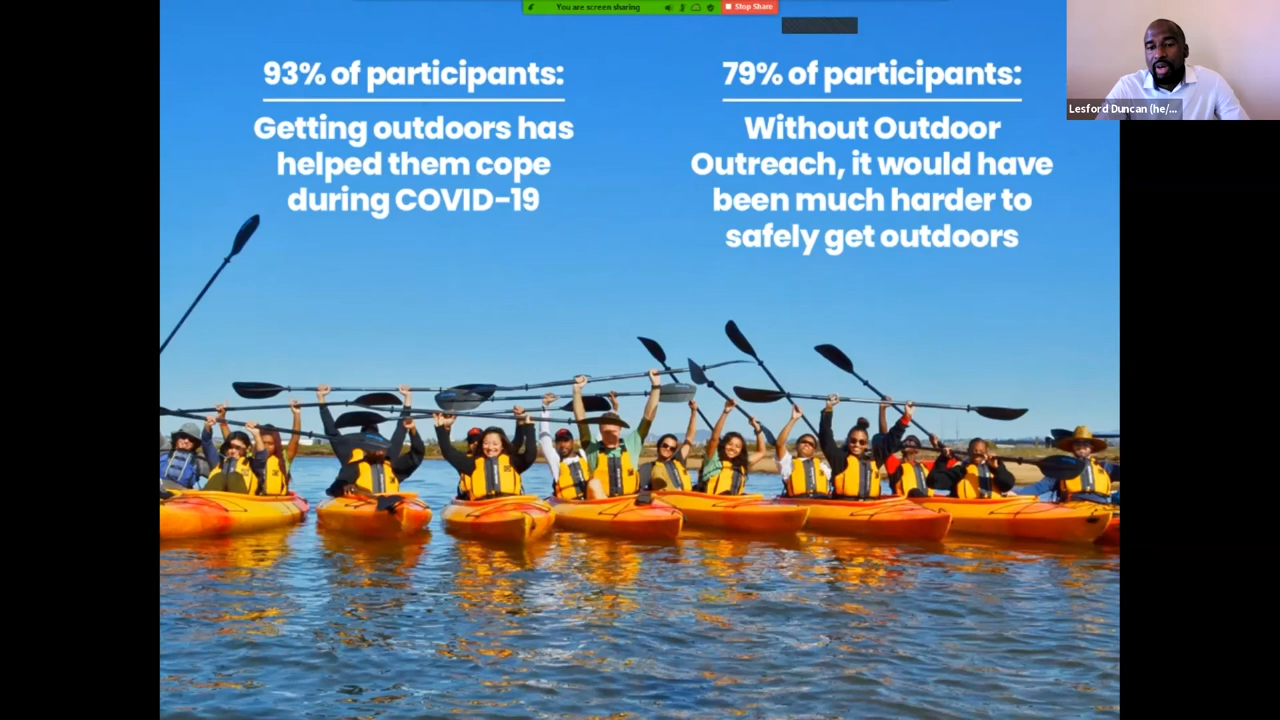 You are screen sharing
Stop Share
93% of participants:
Getting outdoors has
helped them cope
during COVID-19
79% of participants:
Without Outdoor
Outreach, it would have
been much harder to
safely get outdoors
Lesford Duncan (he/...